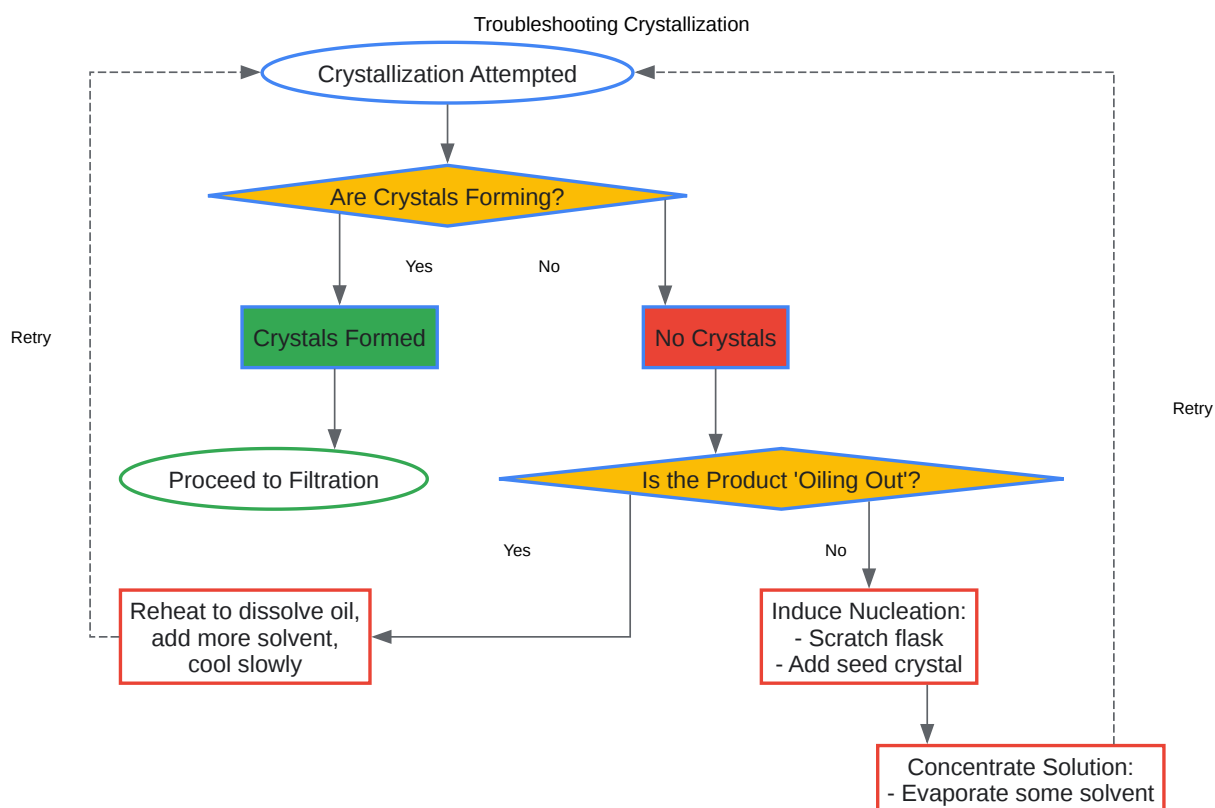 Troubleshooting Crystallization
Crystallization Attempted
Are Crystals Forming?
Yes
No
Retry
Crystals Formed
No Crystals
Retry
Proceed to Filtration
Is the Product 'Oiling Out'?
Yes
No
Reheat to dissolve oil,
add more solvent,
cool slowly
Induce Nucleation:
- Scratch flask
- Add seed crystal
Concentrate Solution:
- Evaporate some solvent